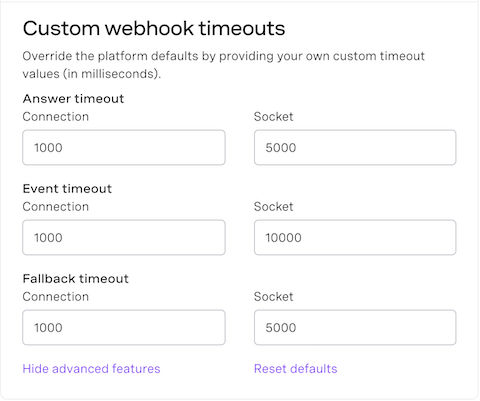 Custom webhook timeouts
Override the platform defaults by providing your own custom timeout
values (in milliseconds).
Answer timeout
Connection Socket
1000 5000
Event timeout
Connection Socket
1000 10000
Fallback timeout
Connection Socket
1000 5000
Hide advanced features Reset defaults